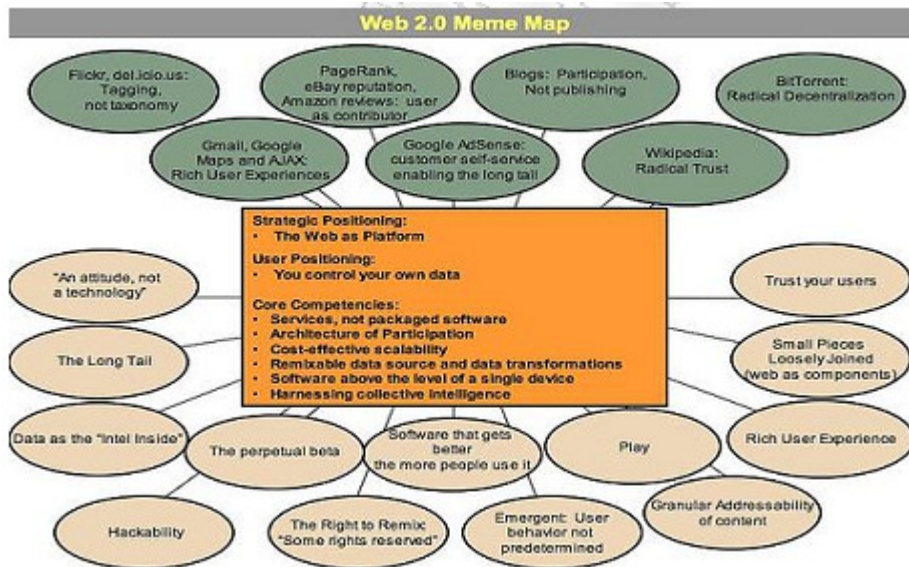 Web 2.0 Meme Map
Flickr, del.icio.us:
Tagging,
not taxonomy
PageRank,
eBay reputation,
Amazon reviews: user
as contributor
Blogs: Participation,
Not publishing
BitTorrent:
Radical Decentralization
Gmail, Google
Maps and AJAX:
Rich User Experiences
Google AdSense:
customer self-service
enabling the long tail
Wikipedia:
Radical Trust
Strategic Positioning:
• The Web as Platform
User Positioning:
• You control your own data
Core Competencies:
• Services, not packaged software
• Architecture of Participation
• Cost-effective scalability
• Remixable data source and data transformations
• Software above the level of a single device
• Harnessing collective intelligence
"An attitude, not
a technology"
The Long Tail
Data as the "Intel Inside"
Trust your users
Small Pieces
Loosely Joined
(web as components)
Rich User Experience
The perpetual beta
Software that gets
better
the more people use it
Play
Hackability
The Right to Remix:
"Some rights reserved"
Emergent: User
behavior not
predetermined
Granular Addressability
of content